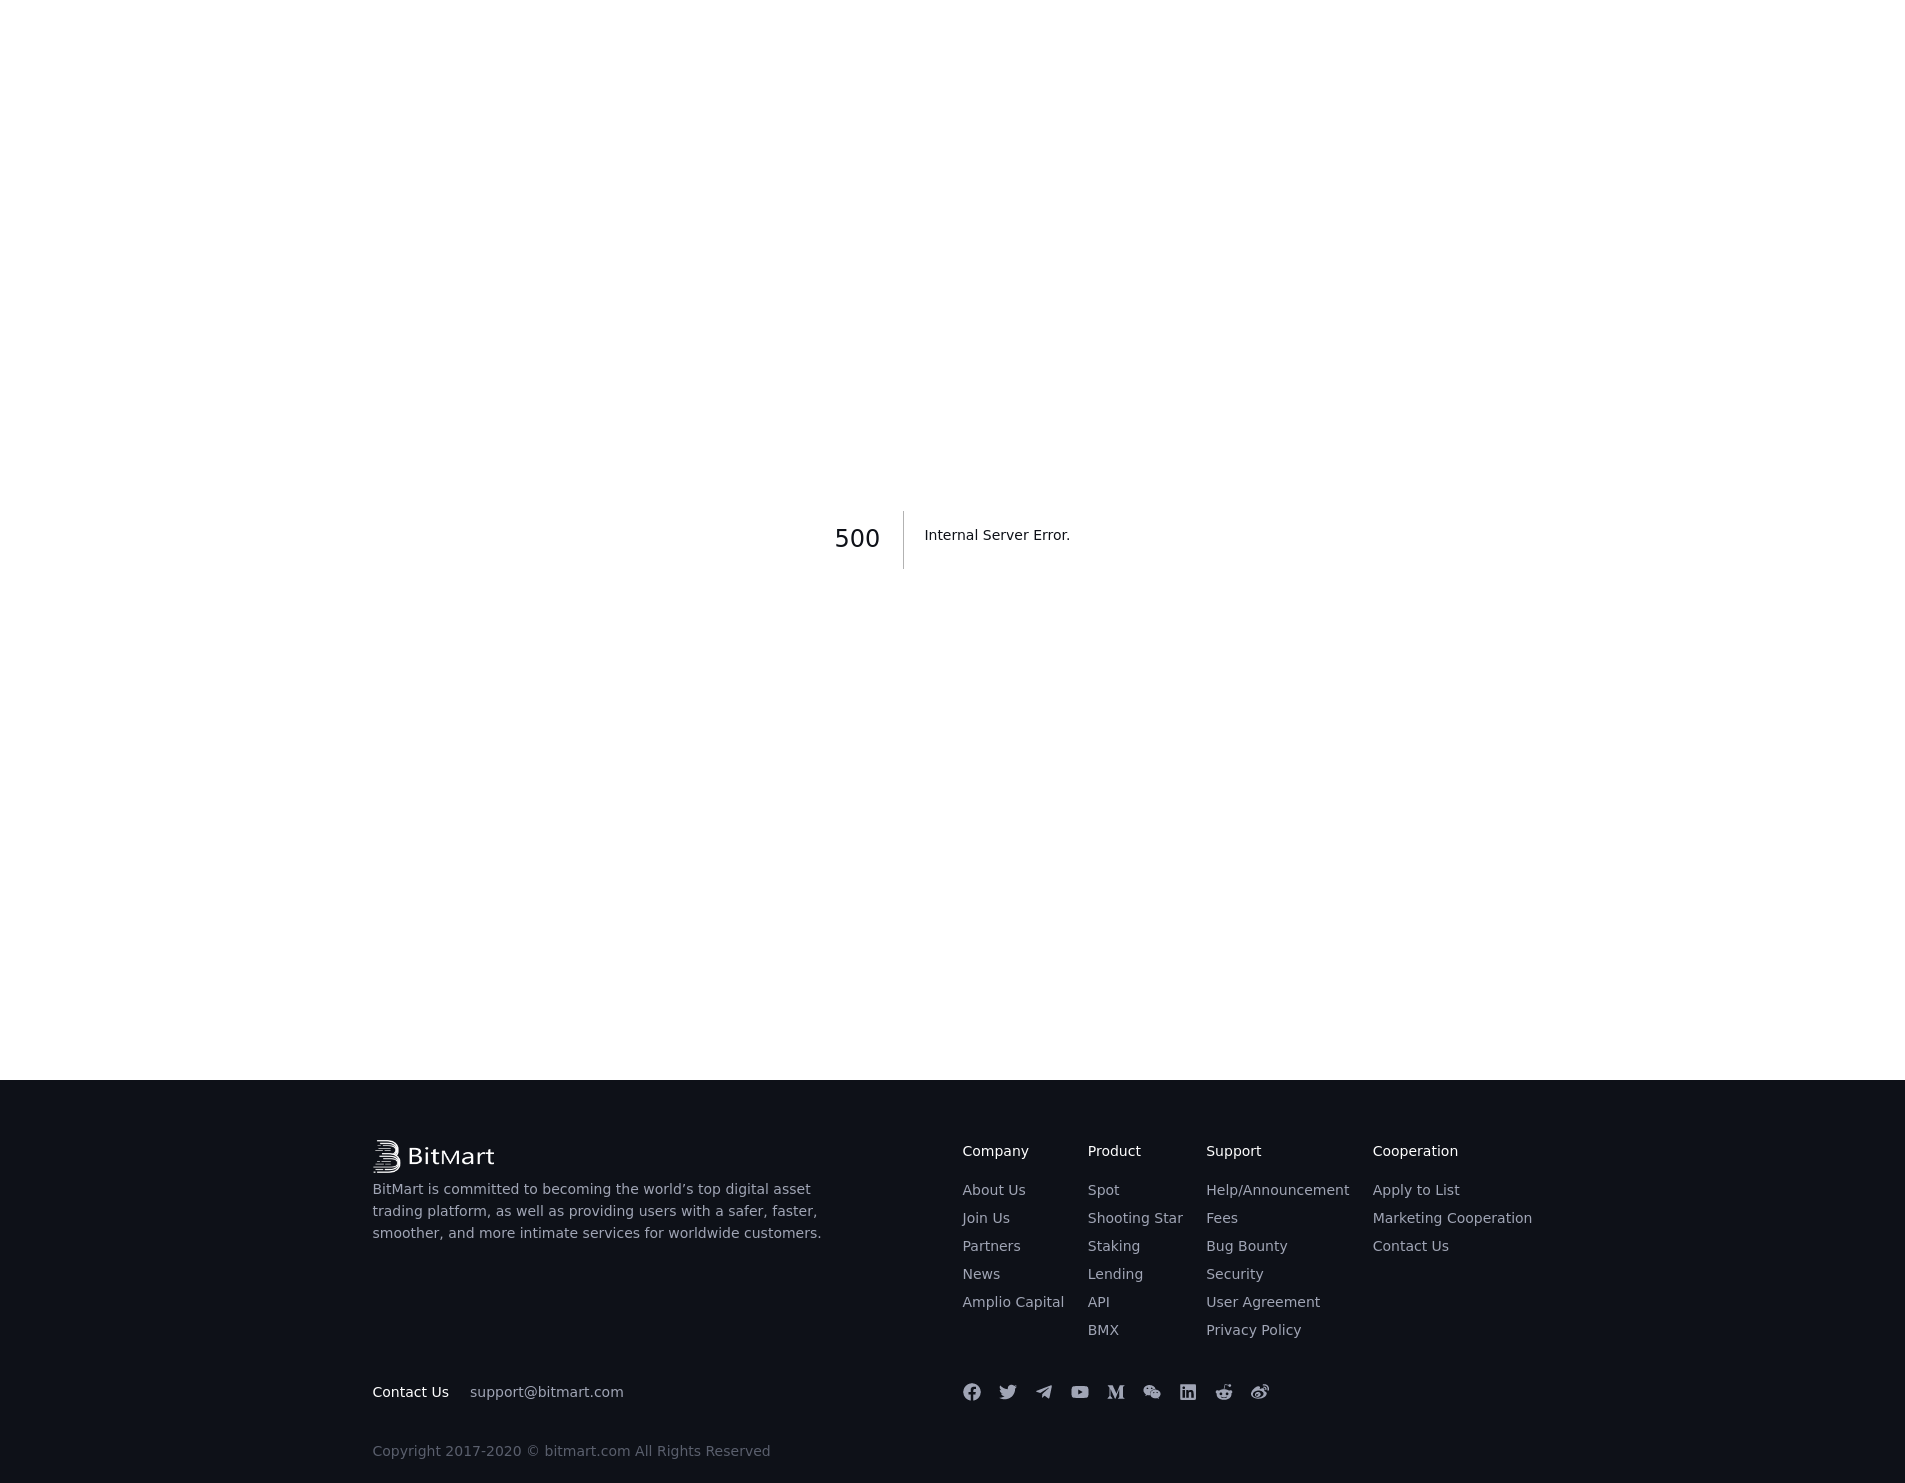 500
Internal Server Error.
BitMart
BitMart is committed to becoming the world’s top digital asset
trading platform, as well as providing users with a safer, faster,
smoother, and more intimate services for worldwide customers.
Company
About Us
Join Us
Partners
News
Amplio Capital
Product
Spot
Shooting Star
Staking
Lending
API
BMX
Support
Help/Announcement
Fees
Bug Bounty
Security
User Agreement
Privacy Policy
Cooperation
Apply to List
Marketing Cooperation
Contact Us
Contact Us support@bitmart.com
Copyright 2017-2020 © bitmart.com All Rights Reserved